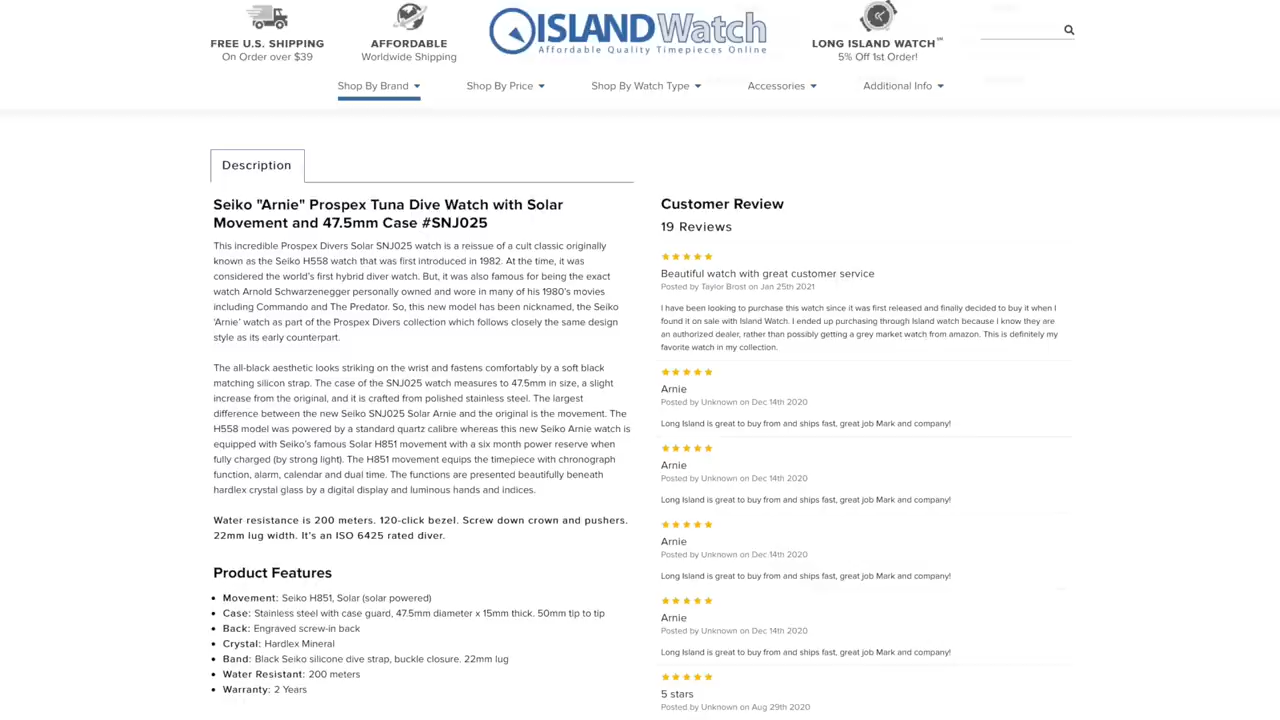 FREE U.S. SHIPPING
On Order over $39
AFFORDABLE
Worldwide Shipping
ISLANDWatch
Affordable Quality Timepieces Online
LONG ISLAND WATCH℠
5% Off 1st Order!
Shop By Brand
Shop By Price
Shop By Watch Type
Accessories
Additional Info
Description
Seiko "Arnie" Prospex Tuna Dive Watch with Solar
Movement and 47.5mm Case #SNJ025
This incredible Prospex Divers Solar SNJ025 watch is a reissue of a cult classic originally
known as the Seiko H558 watch that was first introduced in 1982. At the time, it was
considered the world's first hybrid diver watch. But, it was also famous for being the exact
watch Arnold Schwarzenegger personally owned and wore in many of his 1980's movies
including Commando and The Predator. So, this new model has been nicknamed, the Seiko
'Arnie' watch as part of the Prospex Divers collection which follows closely the same design
style as its early counterpart.
The all-black aesthetic looks striking on the wrist and fastens comfortably by a soft black
matching silicon strap. The case of the SNJ025 watch measures to 47.5mm in size, a slight
increase from the original, and it is crafted from polished stainless steel. The largest
difference between the new Seiko SNJ025 Solar Arnie and the original is the movement. The
H558 model was powered by a standard quartz calibre whereas this new Seiko Arnie watch is
equipped with Seiko's famous Solar H851 movement with a six month power reserve when
fully charged (by strong light). The H851 movement equips the timepiece with chronograph
function, alarm, calendar and dual time. The functions are presented beautifully beneath
hardlex crystal glass by a digital display and luminous hands and indices.
Water resistance is 200 meters. 120-click bezel. Screw down crown and pushers.
22mm lug width. It's an ISO 6425 rated diver.
Product Features
Movement: Seiko H851, Solar (solar powered)
Case: Stainless steel with case guard, 47.5mm diameter x 15mm thick. 50mm tip to tip
Back: Engraved screw-in back
Crystal: Hardlex Mineral
Band: Black Seiko silicone dive strap, buckle closure. 22mm lug
Water Resistant: 200 meters
Warranty: 2 Years
Customer Review
19 Reviews
Beautiful watch with great customer service
Posted by Taylor Brost on Jan 25th 2021
I have been looking to purchase this watch since it was first released and finally decided to buy it when I
found it on sale with Island Watch. I ended up purchasing through Island watch because I know they are
an authorized dealer, rather than possibly getting a grey market watch from amazon. This is definitely my
favorite watch in my collection.
Arnie
Posted by Unknown on Dec 14th 2020
Long Island is great to buy from and ships fast, great job Mark and company!
Arnie
Posted by Unknown on Dec 14th 2020
Long Island is great to buy from and ships fast, great job Mark and company!
Arnie
Posted by Unknown on Dec 14th 2020
Long Island is great to buy from and ships fast, great job Mark and company!
Arnie
Posted by Unknown on Dec 14th 2020
Long Island is great to buy from and ships fast, great job Mark and company!
5 stars
Posted by Unknown on Aug 29th 2020